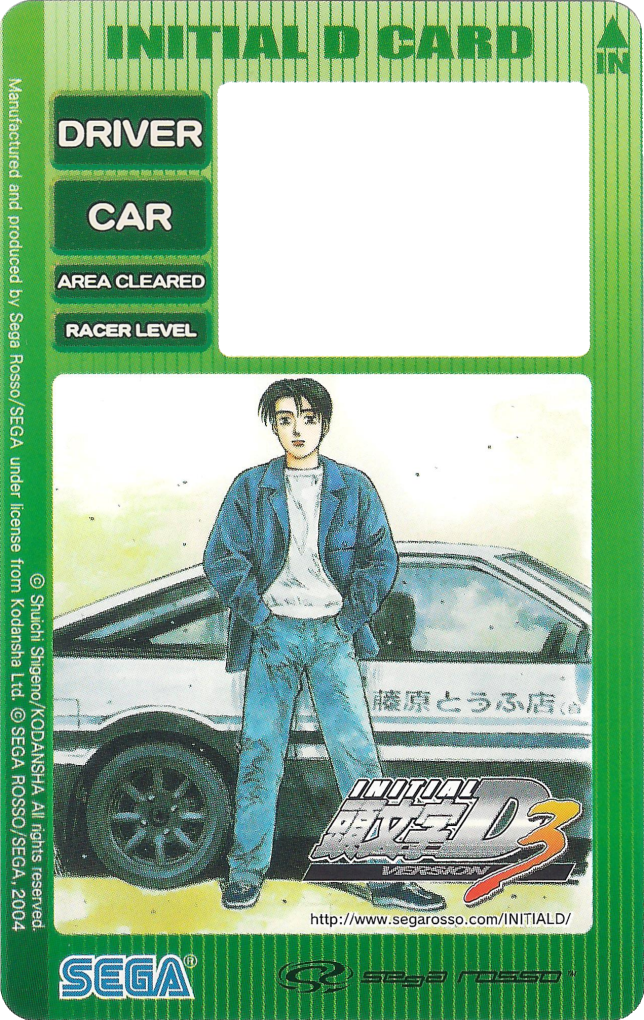 INITIAL D CARD
IN
DRIVER
CAR
AREA CLEARED
RACER LEVEL
藤原とうふ店(自
INITIAL
頭文字D3
VERSION
http://www.segarosso.com/INITIALD/
SEGA®
sega rosso™
Manufactured and produced by Sega Rosso/SEGA under license from Kodansha Ltd. © SEGA ROSSO/SEGA, 2004
© Shuichi Shigeno/KODANSHA All rights reserved.